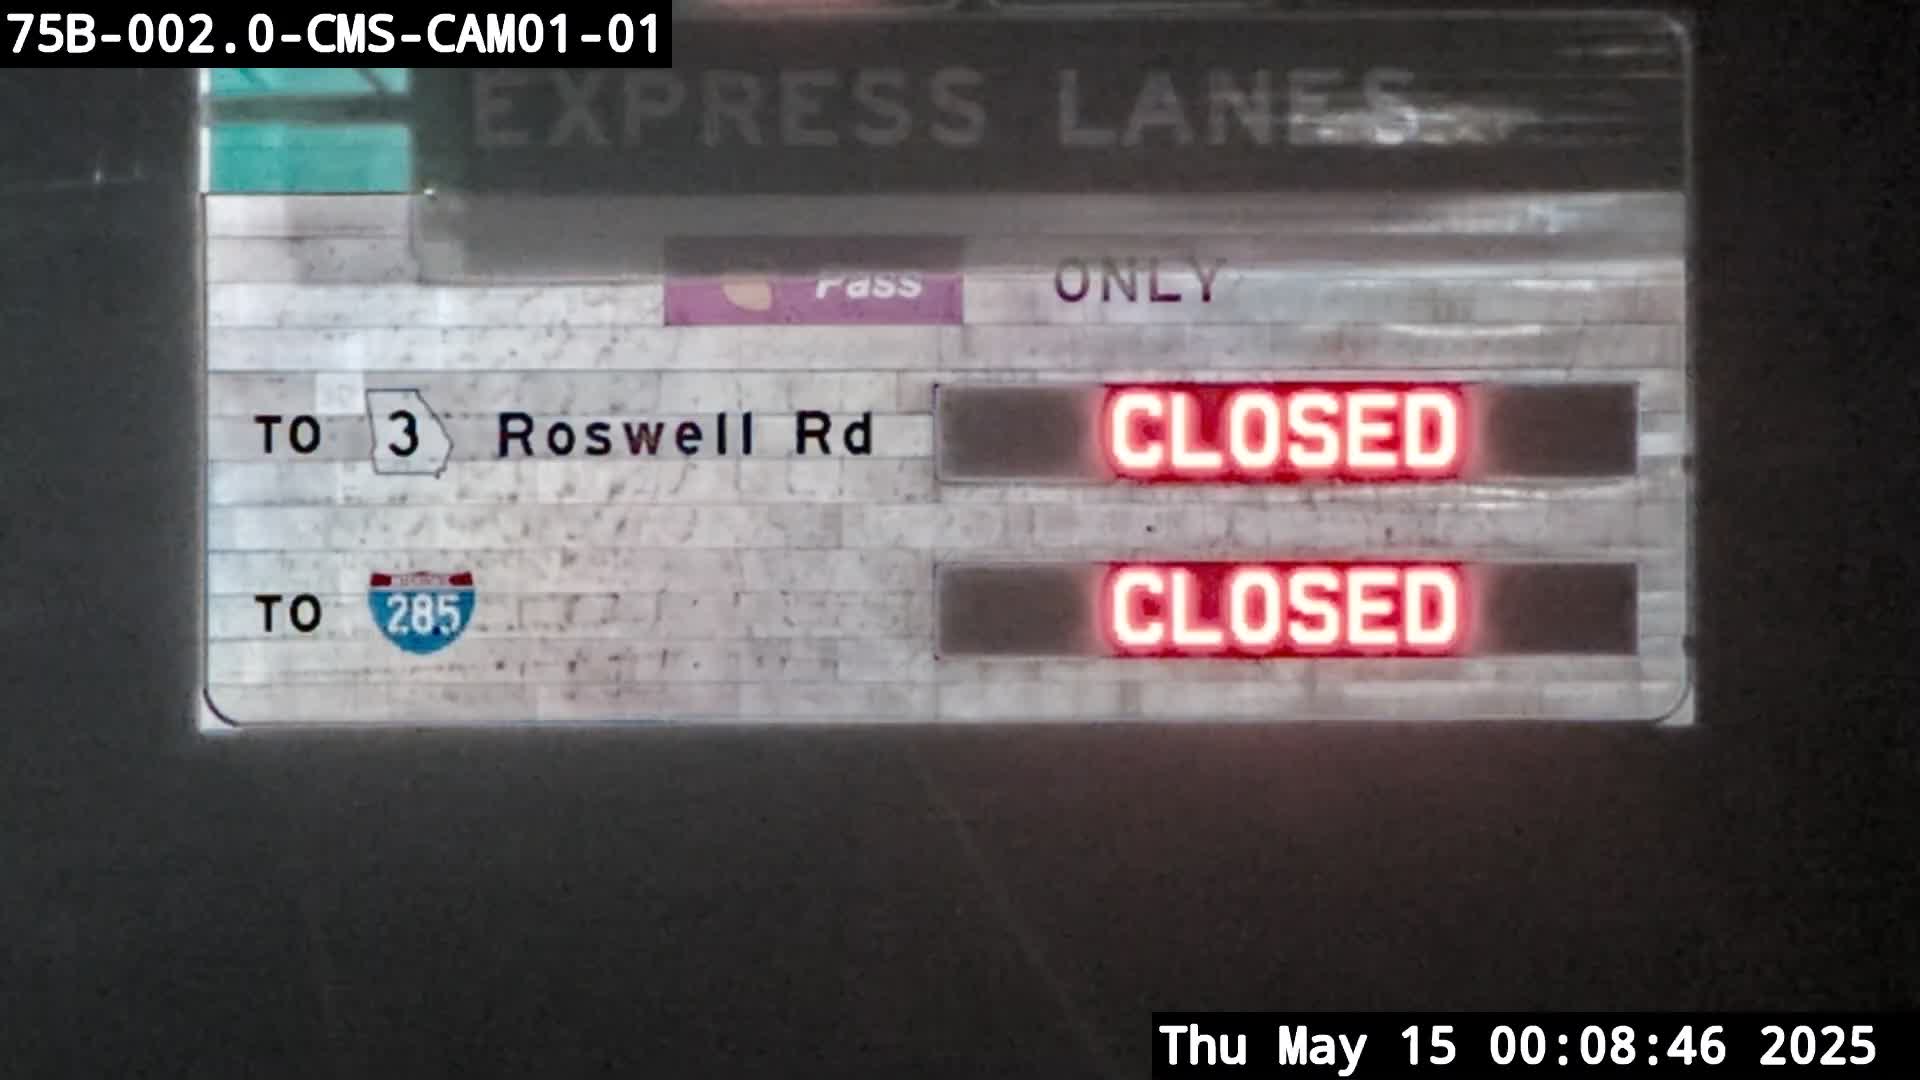 75B-002.0-CMS-CAM01-01
EXPRESS LANES
Pass ONLY
TO 3 Roswell Rd CLOSED
TO 285 CLOSED
Thu May 15 00:08:46 2025